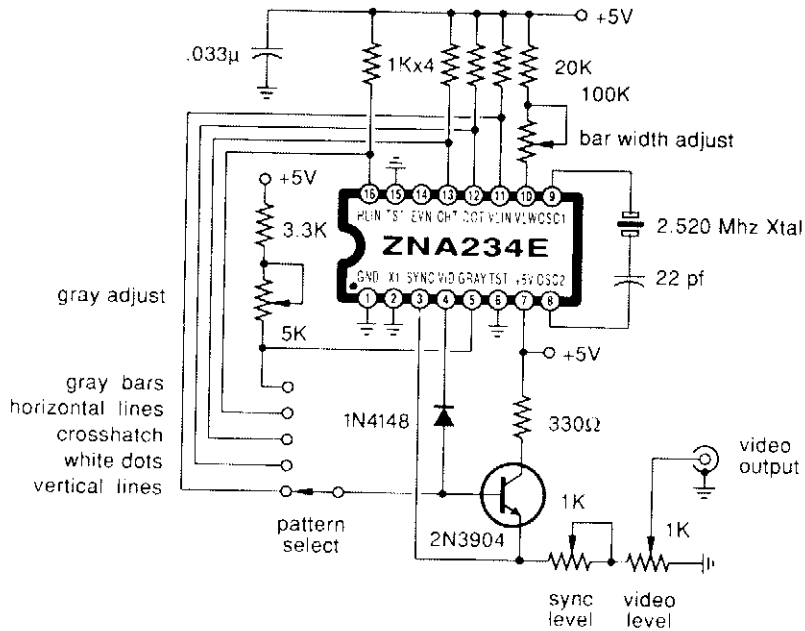 +5V
.033µ
1Kx4
20K
100K
bar width adjust
+5V
3.3K
gray adjust
5K
16 15 14 13 12 11 10 9
HLIN TST EVN CHT DOT VLIN VLW OSC1
ZNA234E
GND X1 SYNC VID GRAY TST +5V OSC2
1 2 3 4 5 6 7 8
2.520 Mhz Xtal
22 pf
+5V
gray bars
horizontal lines
crosshatch
white dots
vertical lines
pattern
select
1N4148
330Ω
2N3904
video
output
1K
1K
sync
level
video
level